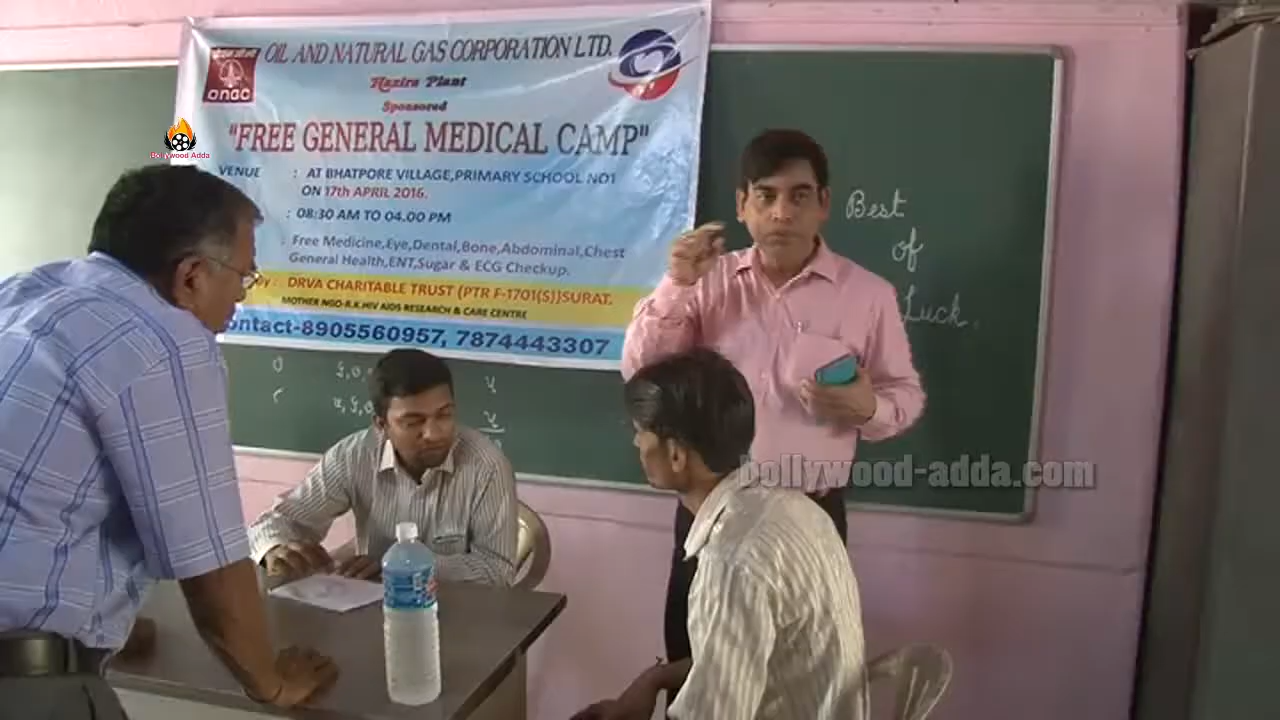 OIL AND NATURAL GAS CORPORATION LTD.
ONGC
Hazira Plant
Sponsored
"FREE GENERAL MEDICAL CAMP"
Bollywood Adda
VENUE : AT BHATPORE VILLAGE,PRIMARY SCHOOL NO1
ON 17th APRIL 2016.
: 08:30 AM TO 04.00 PM
: Free Medicine,Eye,Dental,Bone,Abdominal,Chest
General Health,ENT,Sugar & ECG Checkup.
by : DRVA CHARITABLE TRUST (PTR F-1701(S))SURAT.
MOTHER NGO-R.K.HIV AIDS RESEARCH & CARE CENTRE
ontact-8905560957, 7874443307
Best
of
Luck.
bollywood-adda.com